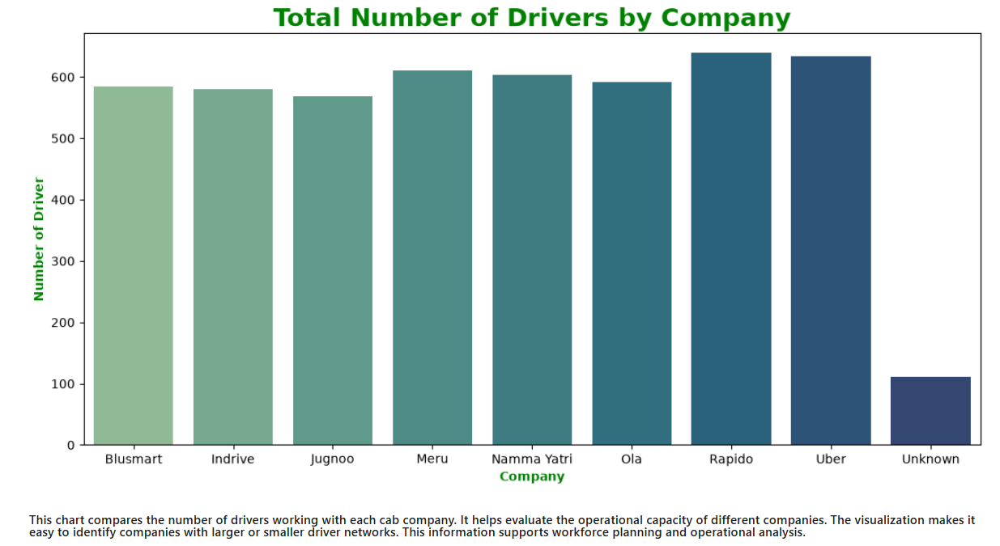 Total Number of Drivers by Company
600
500
400
300
200
100
0
Number of Driver
Blusmart Indrive Jugnoo Meru Namma Yatri Ola Rapido Uber Unknown
Company
This chart compares the number of drivers working with each cab company. It helps evaluate the operational capacity of different companies. The visualization makes it
easy to identify companies with larger or smaller driver networks. This information supports workforce planning and operational analysis.